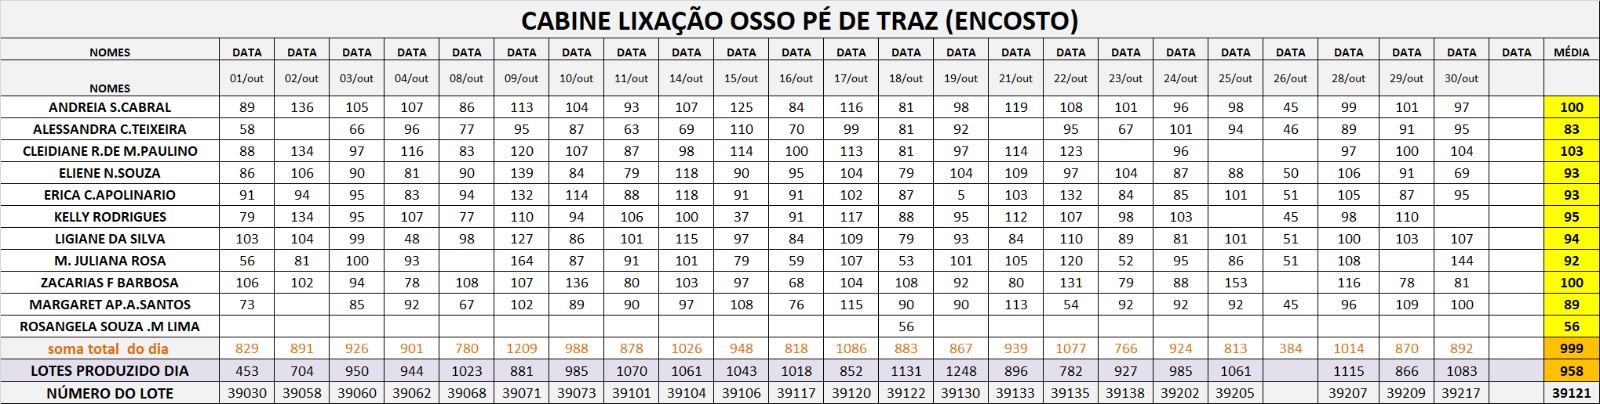 CABINE LIXAÇÃO OSSO PÉ DE TRAZ (ENCOSTO)
NOMES DATA DATA DATA DATA DATA DATA DATA DATA DATA DATA DATA DATA DATA DATA DATA DATA DATA DATA DATA DATA DATA DATA DATA DATA MÉDIA
NOMES 01/out 02/out 03/out 04/out 08/out 09/out 10/out 11/out 14/out 15/out 16/out 17/out 18/out 19/out 21/out 22/out 23/out 24/out 25/out 26/out 28/out 29/out 30/out
ANDREIA S.CABRAL 89 136 105 107 86 113 104 93 107 125 84 116 81 98 119 108 101 96 98 45 99 101 97 100
ALESSANDRA C.TEIXEIRA 58 66 96 77 95 87 63 69 110 70 99 81 92 95 67 101 94 46 89 91 95 83
CLEIDIANE R.DE M.PAULINO 88 134 97 116 83 120 107 87 98 114 100 113 81 97 114 123 96 97 100 104 103
ELIENE N.SOUZA 86 106 90 81 90 139 84 79 118 90 95 104 79 104 109 97 104 87 88 50 106 91 69 93
ERICA C.APOLINARIO 91 94 95 83 94 132 114 88 118 91 91 102 87 5 103 132 84 85 101 51 105 87 95 93
KELLY RODRIGUES 79 134 95 107 77 110 94 106 100 37 91 117 88 95 112 107 98 103 45 98 110 95
LIGIANE DA SILVA 103 104 99 48 98 127 86 101 115 97 84 109 79 93 84 110 89 81 101 51 100 103 107 94
M. JULIANA ROSA 56 81 100 93 164 87 91 101 79 59 107 53 101 105 120 52 95 86 51 108 144 92
ZACARIAS F BARBOSA 106 102 94 78 108 107 136 80 103 97 68 104 108 92 80 131 79 88 153 116 78 81 100
MARGARET AP.A.SANTOS 73 85 92 67 102 89 90 97 108 76 115 90 90 113 54 92 92 92 45 96 109 100 89
ROSANGELA SOUZA .M LIMA 56 56
soma total do dia 829 891 926 901 780 1209 988 878 1026 948 818 1086 883 867 939 1077 766 924 813 384 1014 870 892 999
LOTES PRODUZIDO DIA 453 704 950 944 1023 881 985 1070 1061 1043 1018 852 1131 1248 896 782 927 985 1061 1115 866 1083 958
NÚMERO DO LOTE 39030 39058 39060 39062 39068 39071 39073 39101 39104 39106 39117 39120 39122 39130 39133 39135 39138 39202 39205 39207 39209 39217 39121